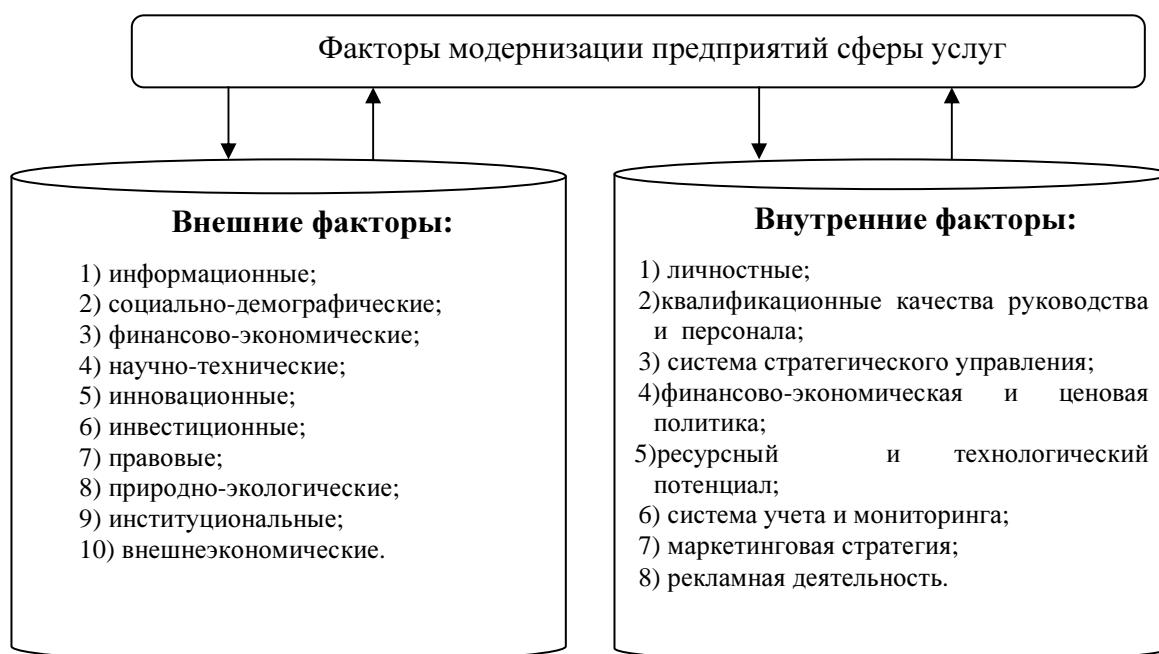 Факторы модернизации предприятий сферы услуг
Внешние факторы:
1) информационные;
2) социально-демографические;
3) финансово-экономические;
4) научно-технические;
5) инновационные;
6) инвестиционные;
7) правовые;
8) природно-экологические;
9) институциональные;
10) внешнеэкономические.
Внутренние факторы:
1) личностные;
2)квалификационные качества руководства
и персонала;
3) система стратегического управления;
4)финансово-экономическая и ценовая
политика;
5)ресурсный и технологический
потенциал;
6) система учета и мониторинга;
7) маркетинговая стратегия;
8) рекламная деятельность.